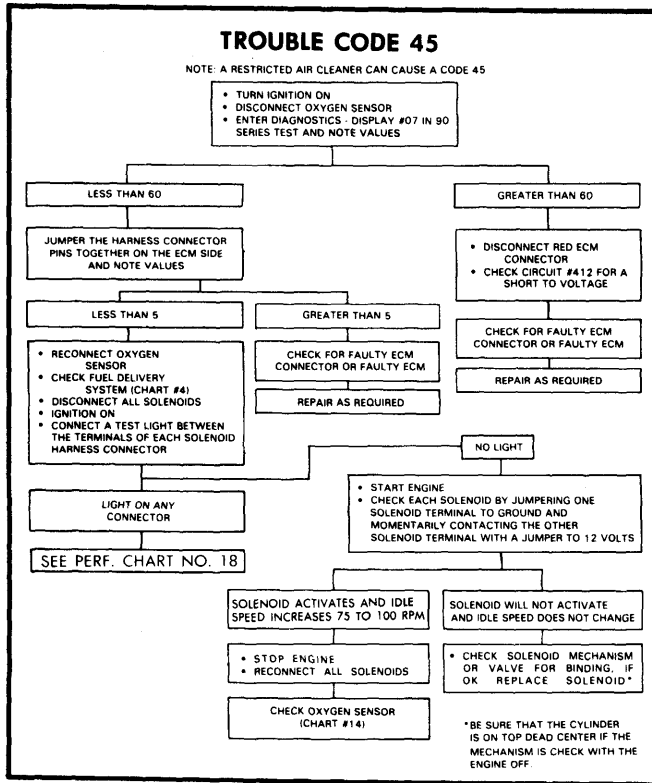 TROUBLE CODE 45
NOTE: A RESTRICTED AIR CLEANER CAN CAUSE A CODE 45
• TURN IGNITION ON
• DISCONNECT OXYGEN SENSOR
• ENTER DIAGNOSTICS - DISPLAY #07 IN 90
SERIES TEST AND NOTE VALUES
LESS THAN 60
JUMPER THE HARNESS CONNECTOR
PINS TOGETHER ON THE ECM SIDE
AND NOTE VALUES
LESS THAN 5
• RECONNECT OXYGEN
SENSOR
• CHECK FUEL DELIVERY
SYSTEM (CHART #4)
• DISCONNECT ALL SOLENOIDS
• IGNITION ON
• CONNECT A TEST LIGHT BETWEEN
THE TERMINALS OF EACH SOLENOID
HARNESS CONNECTOR
LIGHT ON ANY
CONNECTOR
SEE PERF. CHART NO. 18
GREATER THAN 5
CHECK FOR FAULTY ECM
CONNECTOR OR FAULTY ECM
REPAIR AS REQUIRED
GREATER THAN 60
• DISCONNECT RED ECM
CONNECTOR
• CHECK CIRCUIT #412 FOR A
SHORT TO VOLTAGE
CHECK FOR FAULTY ECM
CONNECTOR OR FAULTY ECM
REPAIR AS REQUIRED
NO LIGHT
• START ENGINE
• CHECK EACH SOLENOID BY JUMPERING ONE
SOLENOID TERMINAL TO GROUND AND
MOMENTARILY CONTACTING THE OTHER
SOLENOID TERMINAL WITH A JUMPER TO 12 VOLTS
SOLENOID ACTIVATES AND IDLE
SPEED INCREASES 75 TO 100 RPM
• STOP ENGINE
• RECONNECT ALL SOLENOIDS
CHECK OXYGEN SENSOR
(CHART #14)
SOLENOID WILL NOT ACTIVATE
AND IDLE SPEED DOES NOT CHANGE
• CHECK SOLENOID MECHANISM
OR VALVE FOR BINDING, IF
OK REPLACE SOLENOID*
*BE SURE THAT THE CYLINDER
IS ON TOP DEAD CENTER IF THE
MECHANISM IS CHECK WITH THE
ENGINE OFF.